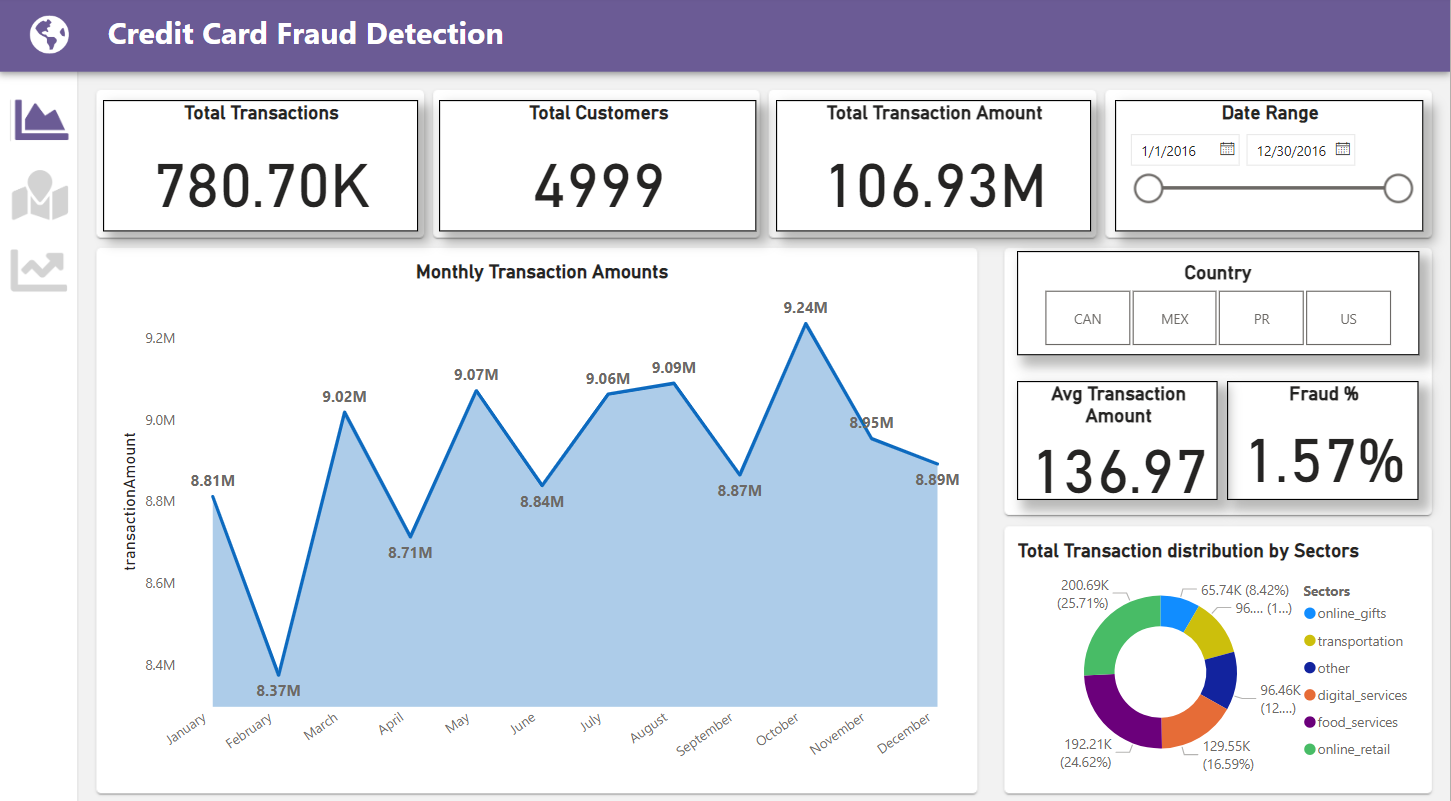 Credit Card Fraud Detection
Total Transactions
780.70K
Total Customers
4999
Total Transaction Amount
106.93M
Date Range
1/1/2016
12/30/2016
Monthly Transaction Amounts
transactionAmount
9.2M
9.0M
8.8M
8.6M
8.4M
8.81M
8.37M
9.02M
8.71M
9.07M
8.84M
9.06M
9.09M
8.87M
9.24M
8.95M
8.89M
January
February
March
April
May
June
July
August
September
October
November
December
Country
CAN
MEX
PR
US
Avg Transaction
Amount
136.97
Fraud %
1.57%
Total Transaction distribution by Sectors
200.69K
(25.71%)
65.74K (8.42%)
96.... (1...)
96.46K
(12....)
129.55K
(16.59%)
192.21K
(24.62%)
Sectors
online_gifts
transportation
other
digital_services
food_services
online_retail